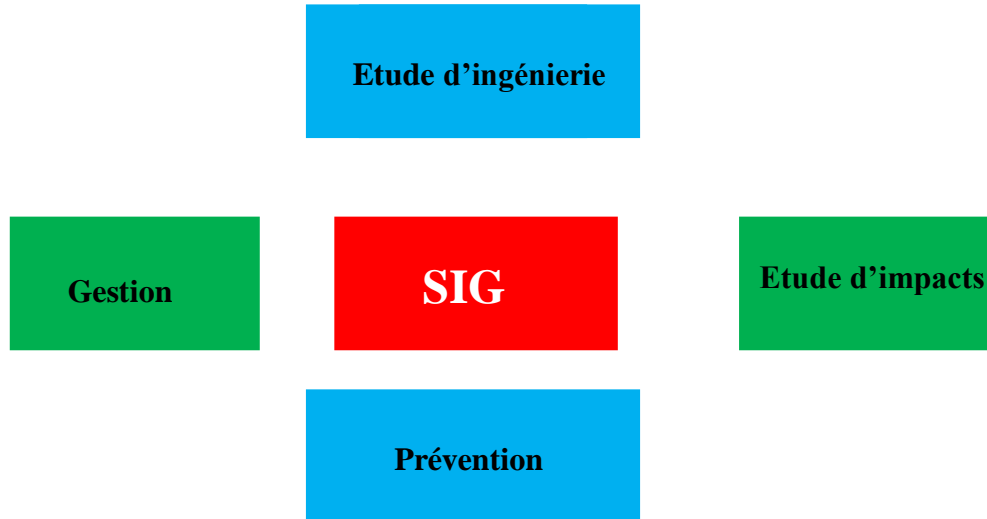 Etude d’ingénierie
Gestion
SIG
Etude d’impacts
Prévention